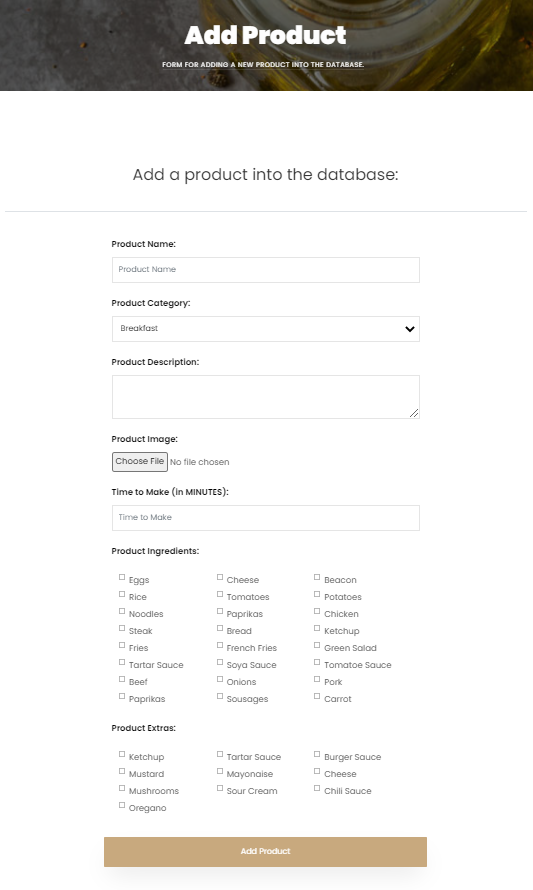 Add Product
FORM FOR ADDING A NEW PRODUCT INTO THE DATABASE.
Add a product into the database:
Product Name:
Product Name
Product Category:
Breakfast
Product Description:
Product Image:
Choose File No file chosen
Time to Make (in MINUTES):
Time to Make
Product Ingredients:
Eggs Cheese Beacon
Rice Tomatoes Potatoes
Noodles Paprikas Chicken
Steak Bread Ketchup
Fries French Fries Green Salad
Tartar Sauce Soya Sauce Tomatoe Sauce
Beef Onions Pork
Paprikas Sousages Carrot
Product Extras:
Ketchup Tartar Sauce Burger Sauce
Mustard Mayonaise Cheese
Mushrooms Sour Cream Chili Sauce
Oregano
Add Product